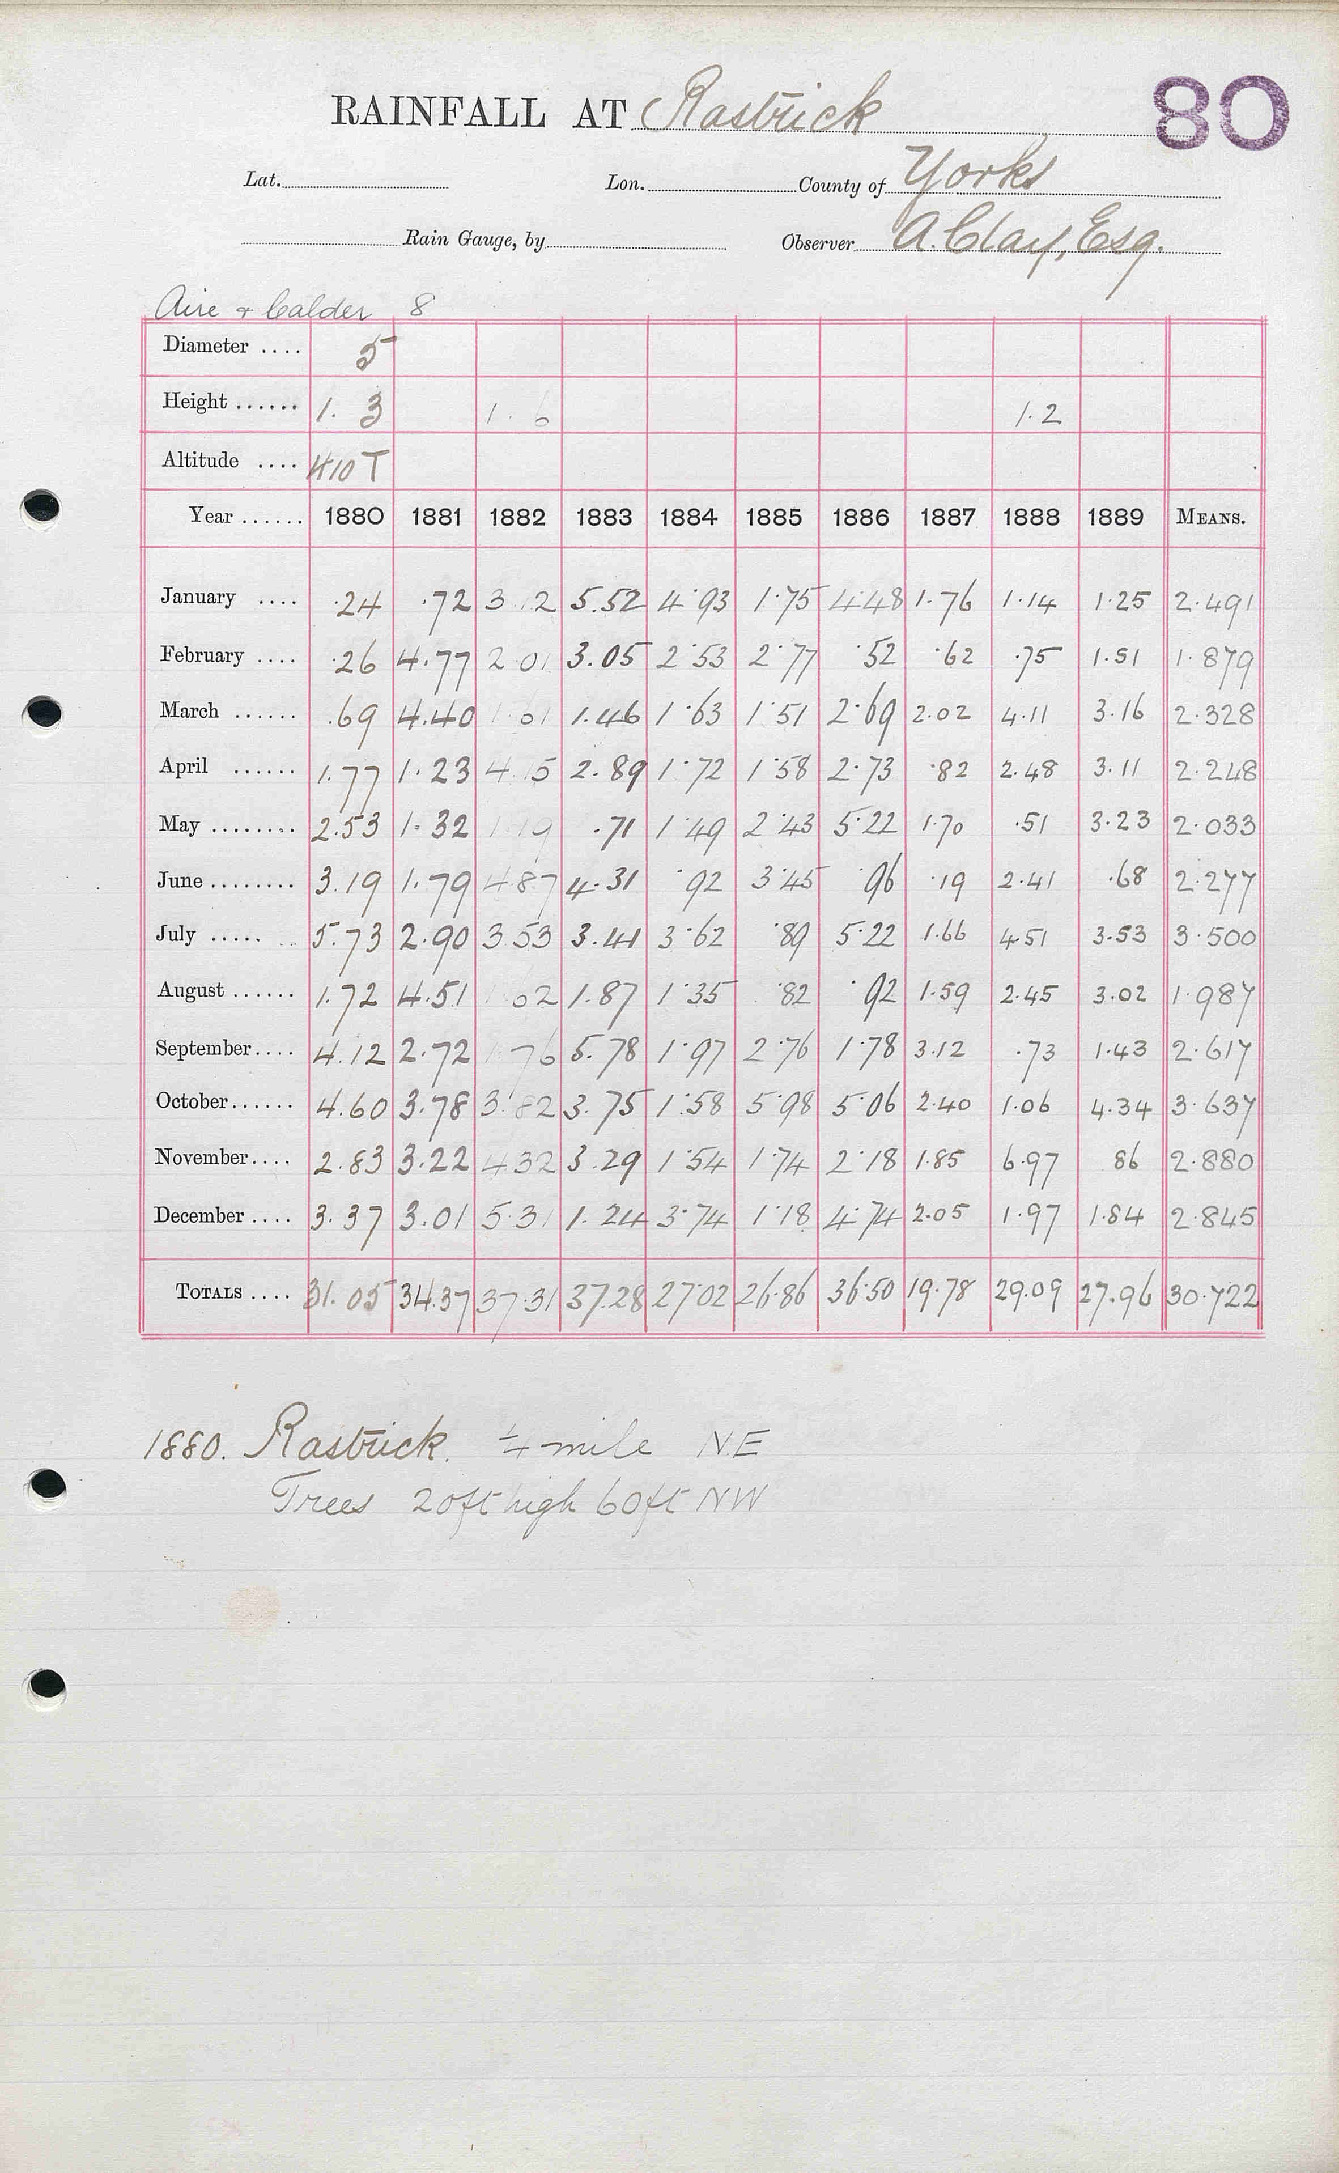 RAINFALL AT Rastrick 80
Lat. Lon. County of Yorks
Rain Gauge, by Observer A. Clay, Esq.
Aire & Calder 8
Diameter .... 5
Height ...... 1. 3 1. 6 1.2
Altitude .... 410 T
Year ...... 1880 1881 1882 1883 1884 1885 1886 1887 1888 1889 MEANS.
January .... .24 .72 3.12 5.52 4.93 1.75 4.48 1.76 1.14 1.25 2.491
February .... .26 4.77 2.01 3.05 2.53 2.77 .52 .62 .75 1.51 1.879
March ...... .69 4.40 1.61 1.46 1.63 1.51 2.69 2.02 4.11 3.16 2.328
April ...... 1.77 1.23 4.15 2.89 1.72 1.58 2.73 .82 2.48 3.11 2.248
May ........ 2.53 1.32 1.19 .71 1.49 2.43 5.22 1.70 .51 3.23 2.033
June ........ 3.19 1.79 4.87 4.31 .92 3.45 .96 .19 2.41 .68 2.277
July ..... 5.73 2.90 3.53 3.41 3.62 .89 5.22 1.66 4.51 3.53 3.500
August ...... 1.72 4.51 1.62 1.87 1.35 .82 .92 1.59 2.45 3.02 1.987
September.... 4.12 2.72 1.76 5.78 1.97 2.76 1.78 3.12 .73 1.43 2.617
October...... 4.60 3.78 3.82 3.75 1.58 5.98 5.06 2.40 1.06 4.34 3.637
November.... 2.83 3.22 4.32 3.29 1.54 1.74 2.18 1.85 6.97 86 2.880
December .... 3.37 3.01 5.31 1.24 3.74 1.18 4.74 2.05 1.97 1.84 2.845
TOTALS .... 31.05 34.37 37.31 37.28 27.02 26.86 36.50 19.78 29.09 27.96 30.722
1880. Rastrick. ¼ mile N.E
Trees 20ft high 60ft NW